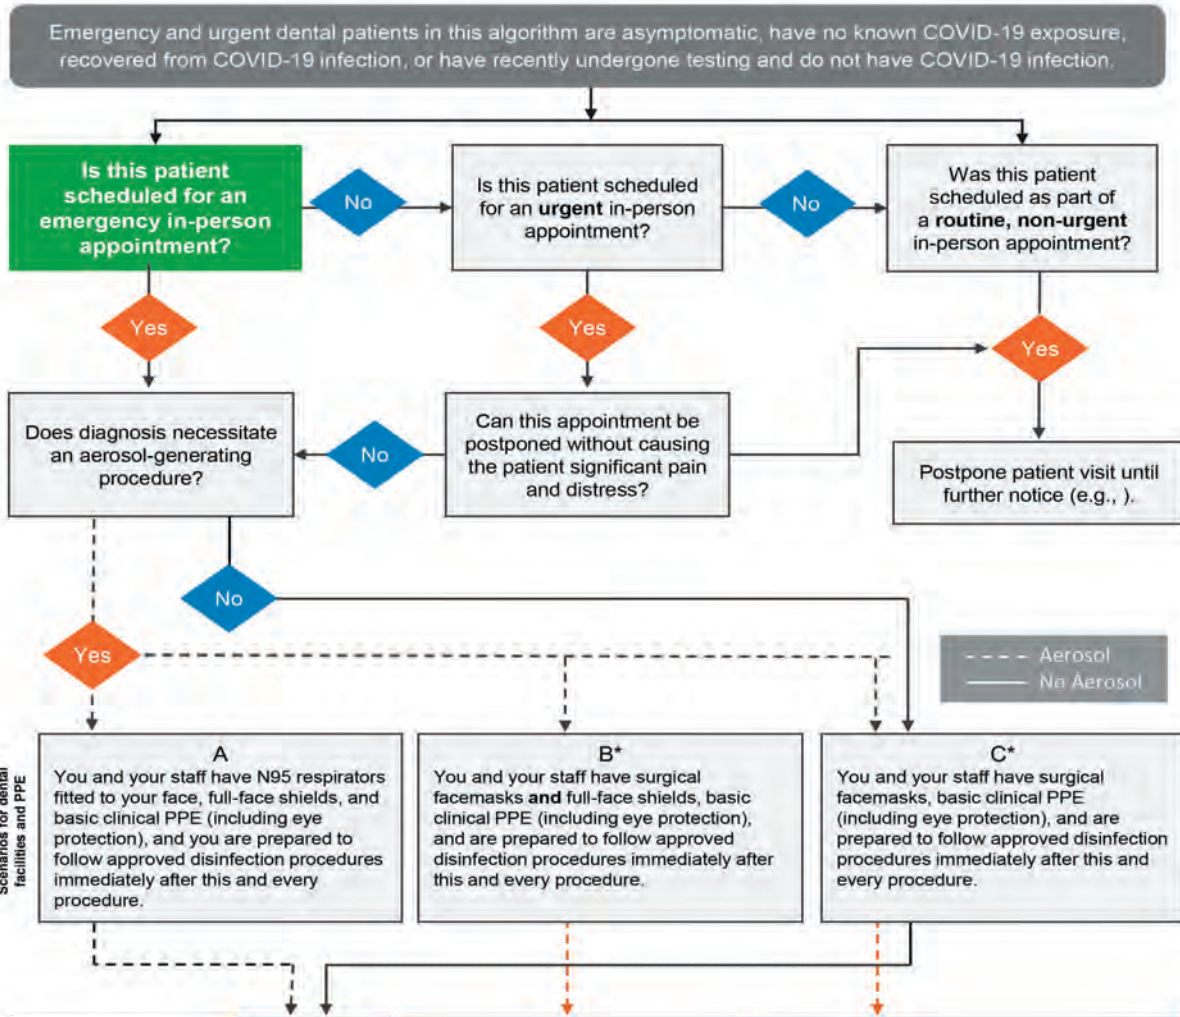 Emergency and urgent dental patients in this algorithm are asymptomatic, have no known COVID-19 exposure,
recovered from COVID-19 infection, or have recently undergone testing and do not have COVID-19 infection.
Is this patient
scheduled for an
emergency in-person
appointment?
No
Is this patient scheduled
for an urgent in-person
appointment?
No
Was this patient
scheduled as part of
a routine, non-urgent
in-person appointment?
Yes
Yes
Yes
Does diagnosis necessitate
an aerosol-generating
procedure?
No
Can this appointment be
postponed without causing
the patient significant pain
and distress?
Postpone patient visit until
further notice (e.g., ).
No
Yes
Aerosol
No Aerosol
Scenarios for dental
facilities and PPE
A
You and your staff have N95 respirators
fitted to your face, full-face shields, and
basic clinical PPE (including eye
protection), and you are prepared to
follow approved disinfection procedures
immediately after this and every
procedure.
B*
You and your staff have surgical
facemasks and full-face shields, basic
clinical PPE (including eye protection),
and are prepared to follow approved
disinfection procedures immediately after
this and every procedure.
C*
You and your staff have surgical
facemasks, basic clinical PPE
(including eye protection), and are
prepared to follow approved disinfection
procedures immediately after this and
every procedure.